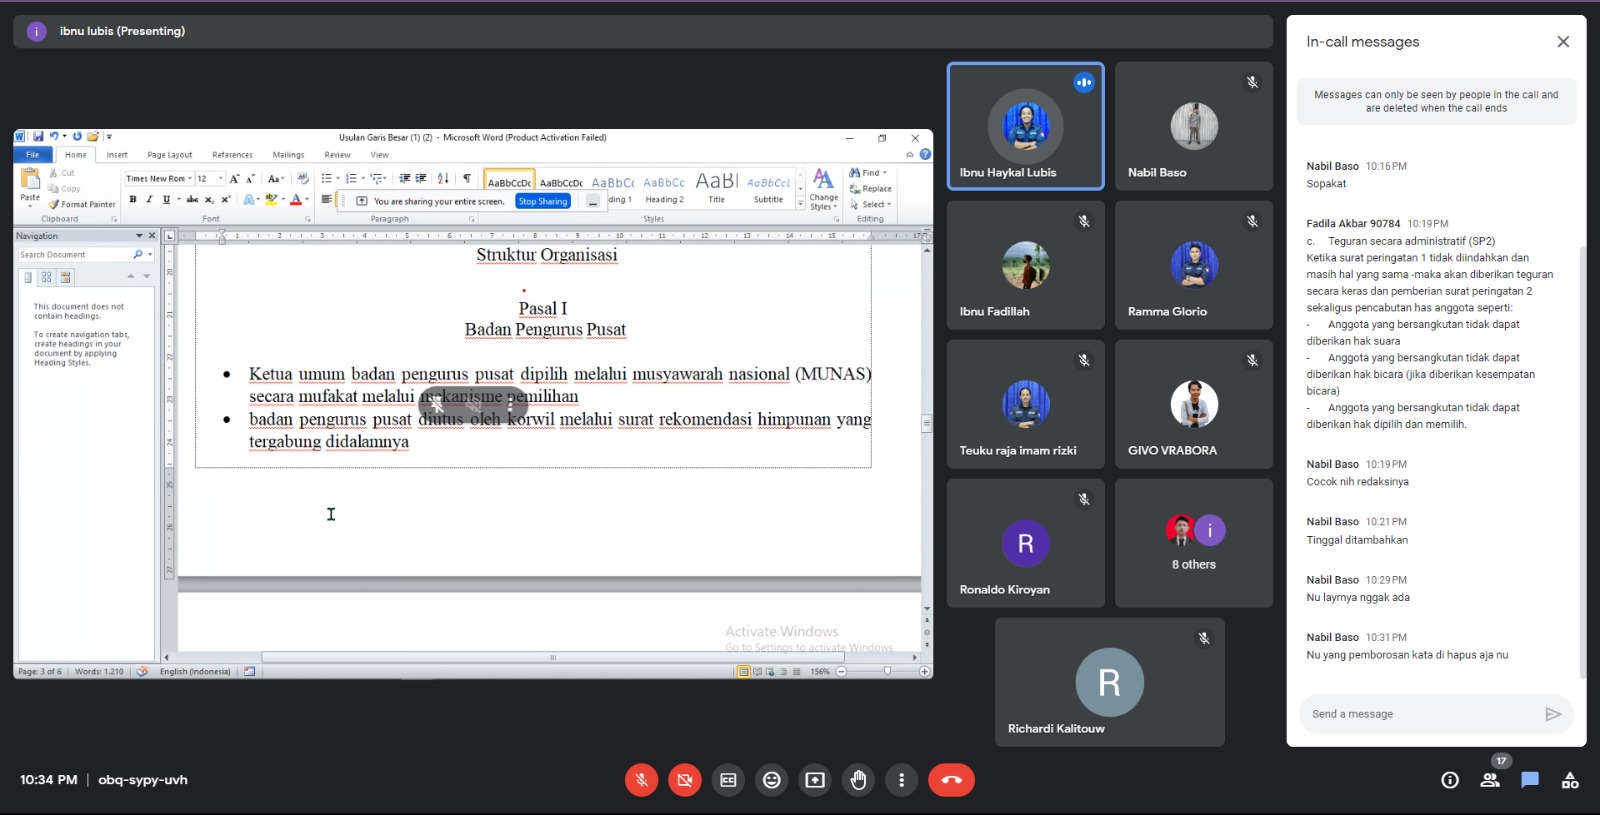 ibnu lubis (Presenting)
Usulan Garis Besar (1) (2) - Microsoft Word (Product Activation Failed)
File Home Insert Page Layout References Mailings Review View
Paste
Cut
Copy
Format Painter
Clipboard
Times New Rom
12
Font
Paragraph
You are sharing your entire screen.
Stop Sharing
AaBbCcDc AaBbCcDc AaBbCc AaBbCc AaB AaBbCcl
ding 1 Heading 2 Title Subtitle
Styles
Change Styles
Find
Replace
Select
Editing
Navigation
Search Document
This document does not
contain headings.
To create navigation tabs,
create headings in your
document by applying
Heading Styles.
Struktur Organisasi
Pasal I
Badan Pengurus Pusat
Ketua umum badan pengurus pusat dipilih melalui musyawarah nasional (MUNAS)
secara mufakat melalui mekanisme pemilihan
badan pengurus pusat diutus oleh korwil melalui surat rekomendasi himpunan yang
tergabung didalamnya
Activate Windows
Go to Settings to activate Windows.
Page: 3 of 6 Words: 1.210 English (Indonesia) 156%
Ibnu Haykal Lubis
Nabil Baso
Ibnu Fadillah
Ramma Glorio
Teuku raja imam rizki
GIVO VRABORA
R
Ronaldo Kiroyan
i
8 others
R
Richardi Kalitouw
In-call messages
Messages can only be seen by people in the call and
are deleted when the call ends
Nabil Baso 10:16 PM
Sopakat
Fadila Akbar 90784 10:19 PM
c. Teguran secara administratif (SP2)
Ketika surat peringatan 1 tidak diindahkan dan
masih hal yang sama -maka akan diberikan teguran
secara keras dan pemberian surat peringatan 2
sekaligus pencabutan has anggota seperti:
- Anggota yang bersangkutan tidak dapat
diberikan hak suara
- Anggota yang bersangkutan tidak dapat
diberikan hak bicara (jika diberikan kesempatan
bicara)
- Anggota yang bersangkutan tidak dapat
diberikan hak dipilih dan memilih.
Nabil Baso 10:19 PM
Cocok nih redaksinya
Nabil Baso 10:21 PM
Tinggal ditambahkan
Nabil Baso 10:29 PM
Nu layrnya nggak ada
Nabil Baso 10:31 PM
Nu yang pemborosan kata di hapus aja nu
Send a message
10:34 PM | obq-sypy-uvh
17